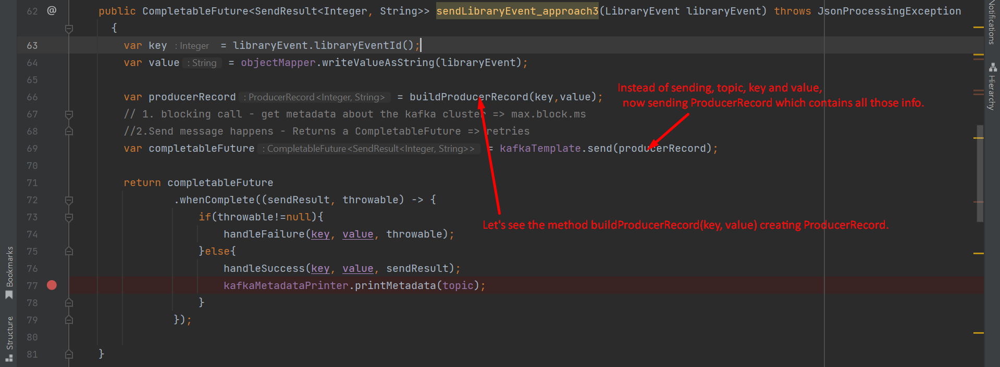 62 @ public CompletableFuture<SendResult<Integer, String>> sendLibraryEvent_approach3(LibraryEvent libraryEvent) throws JsonProcessingException
{
63 var key : Integer = libraryEvent.libraryEventId();
64 var value : String = objectMapper.writeValueAsString(libraryEvent);
65
Instead of sending, topic, key and value,
66 var producerRecord : ProducerRecord<Integer, String> = buildProducerRecord(key,value);
now sending ProducerRecord which contains all those info.
67 // 1. blocking call - get metadata about the kafka cluster => max.block.ms
68 //2.Send message happens - Returns a CompletableFuture => retries
69 var completableFuture : CompletableFuture<SendResult<Integer, String>> = kafkaTemplate.send(producerRecord);
70
71 return completableFuture
72 .whenComplete((sendResult, throwable) -> {
73 if(throwable!=null){
Let's see the method buildProducerRecord(key, value) creating ProducerRecord.
74 handleFailure(key, value, throwable);
75 }else{
76 handleSuccess(key, value, sendResult);
77 kafkaMetadataPrinter.printMetadata(topic);
78 }
79 });
80
81 }
Bookmarks
Structure
Notifications
Hierarchy